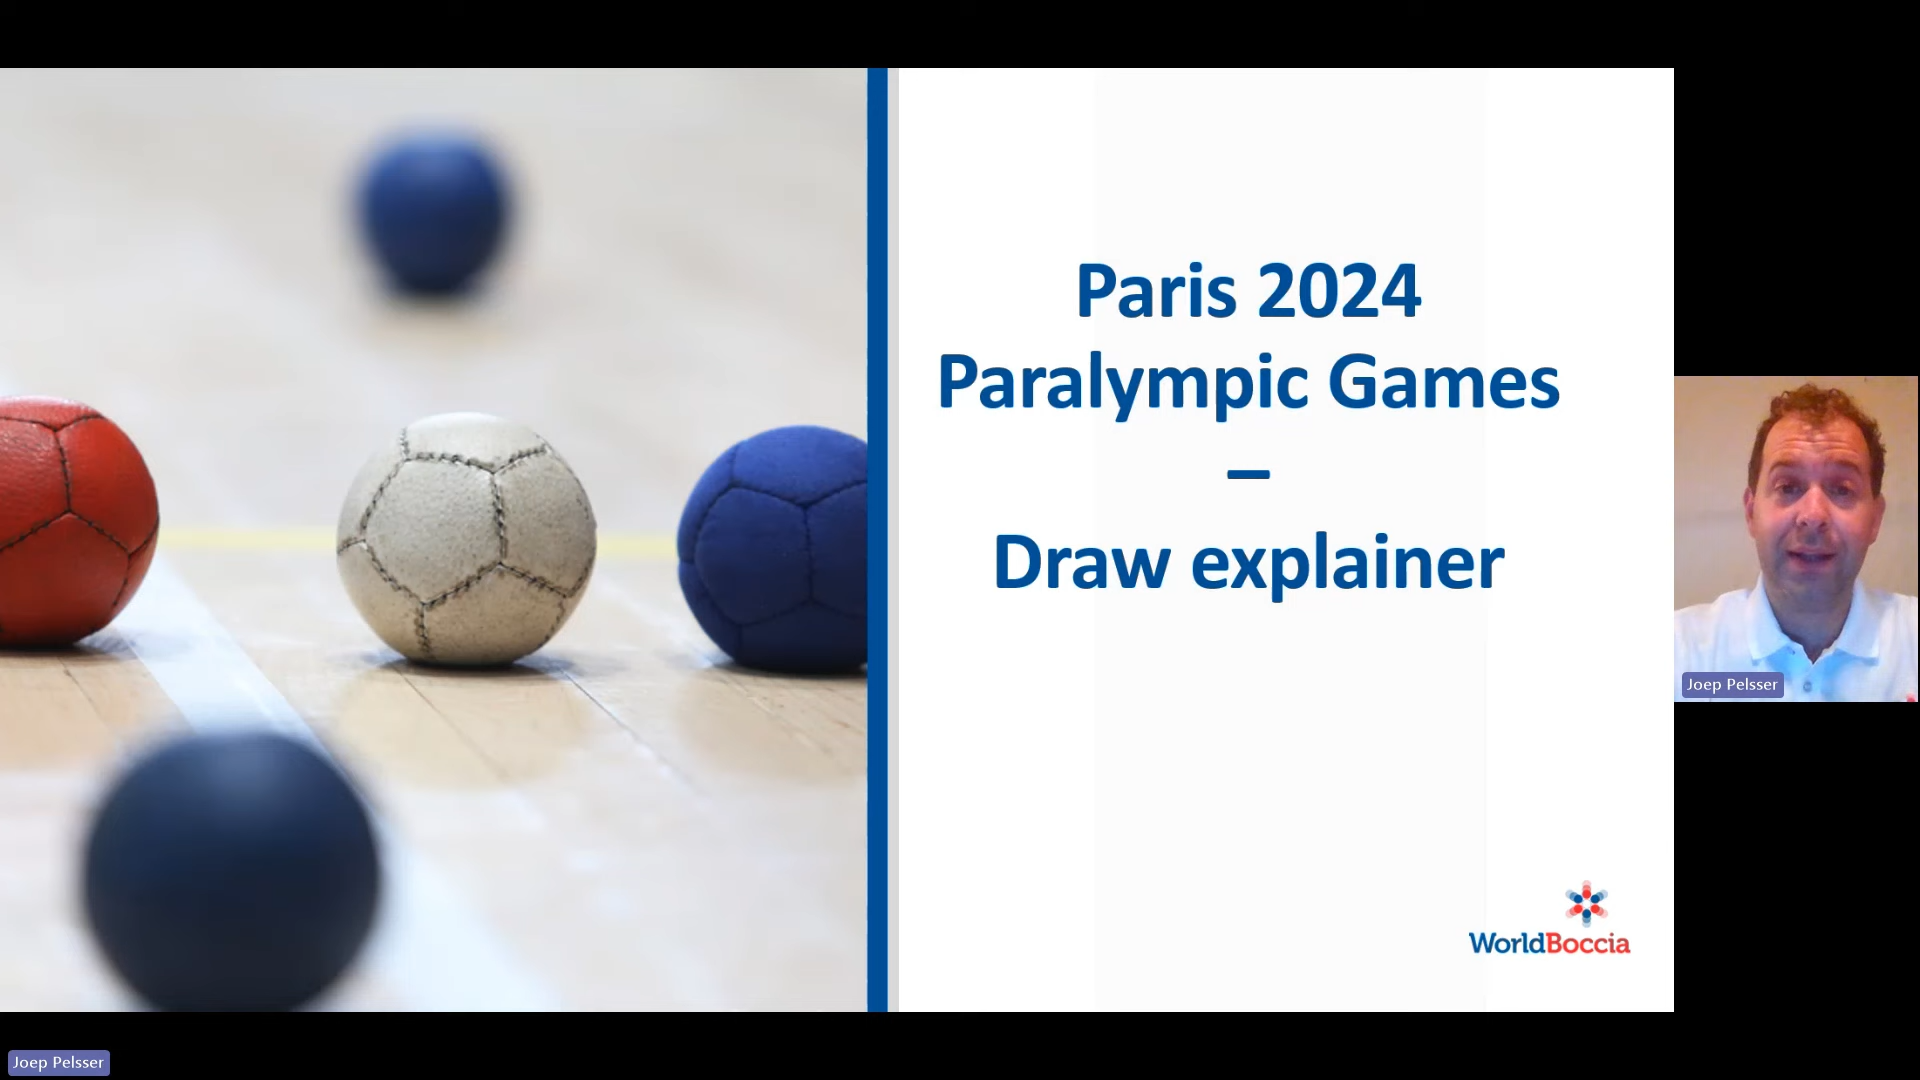 Paris 2024
Paralympic Games
–
Draw explainer
WorldBoccia
Joep Pelsser
Joep Pelsser